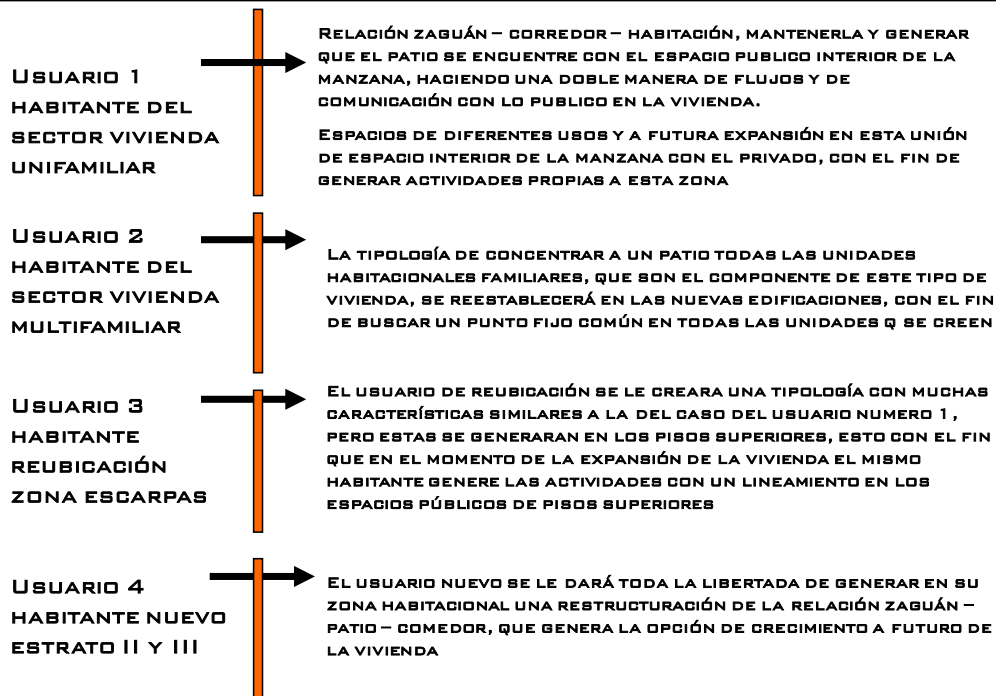 Usuario 1
habitante del
sector vivienda
unifamiliar
Relación zaguán – corredor – habitación, mantenerla y generar
que el patio se encuentre con el espacio publico interior de la
manzana, haciendo una doble manera de flujos y de
comunicación con lo publico en la vivienda.
Espacios de diferentes usos y a futura expansión en esta unión
de espacio interior de la manzana con el privado, con el fin de
generar actividades propias a esta zona
Usuario 2
habitante del
sector vivienda
multifamiliar
La tipología de concentrar a un patio todas las unidades
habitacionales familiares, que son el componente de este tipo de
vivienda, se reestablecerá en las nuevas edificaciones, con el fin
de buscar un punto fijo común en todas las unidades q se creen
Usuario 3
habitante
reubicación
zona escarpas
El usuario de reubicación se le creara una tipología con muchas
características similares a la del caso del usuario numero 1,
pero estas se generaran en los pisos superiores, esto con el fin
que en el momento de la expansión de la vivienda el mismo
habitante genere las actividades con un lineamiento en los
espacios públicos de pisos superiores
Usuario 4
habitante nuevo
estrato II y III
El usuario nuevo se le dará toda la libertada de generar en su
zona habitacional una restructuración de la relación zaguán –
patio – comedor, que genera la opción de crecimiento a futuro de
la vivienda